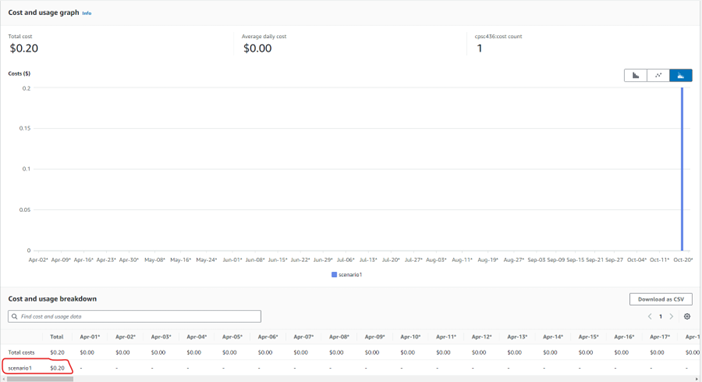 Cost and usage graph Info
Total cost
$0.20
Average daily cost
$0.00
cpsc436:cost count
1
Costs ($)
0.2
0.15
0.1
0.05
0
Apr-02* Apr-09* Apr-16* Apr-23* Apr-30* May-08* May-16* May-24* Jun-01* Jun-08* Jun-15* Jun-22* Jun-29* Jul-06* Jul-13* Jul-20* Jul-27* Aug-03* Aug-11* Aug-19* Aug-27* Sep-03 Sep-09 Sep-15 Sep-21 Sep-27 Oct-04* Oct-11* Oct-20*
scenario1
Cost and usage breakdown
Download as CSV
Find cost and usage data
1
Total Apr-01* Apr-02* Apr-03* Apr-04* Apr-05* Apr-06* Apr-07* Apr-08* Apr-09* Apr-10* Apr-11* Apr-12* Apr-13* Apr-14* Apr-15* Apr-16* Apr-17* Apr-1
Total costs $0.20 $0.00 $0.00 $0.00 $0.00 $0.00 $0.00 $0.00 $0.00 $0.00 $0.00 $0.00 $0.00 $0.00 $0.00 $0.00 $0.00 $0.00 $0.00
scenario1 $0.20 - - - - - - - - - - - - - - - - - -